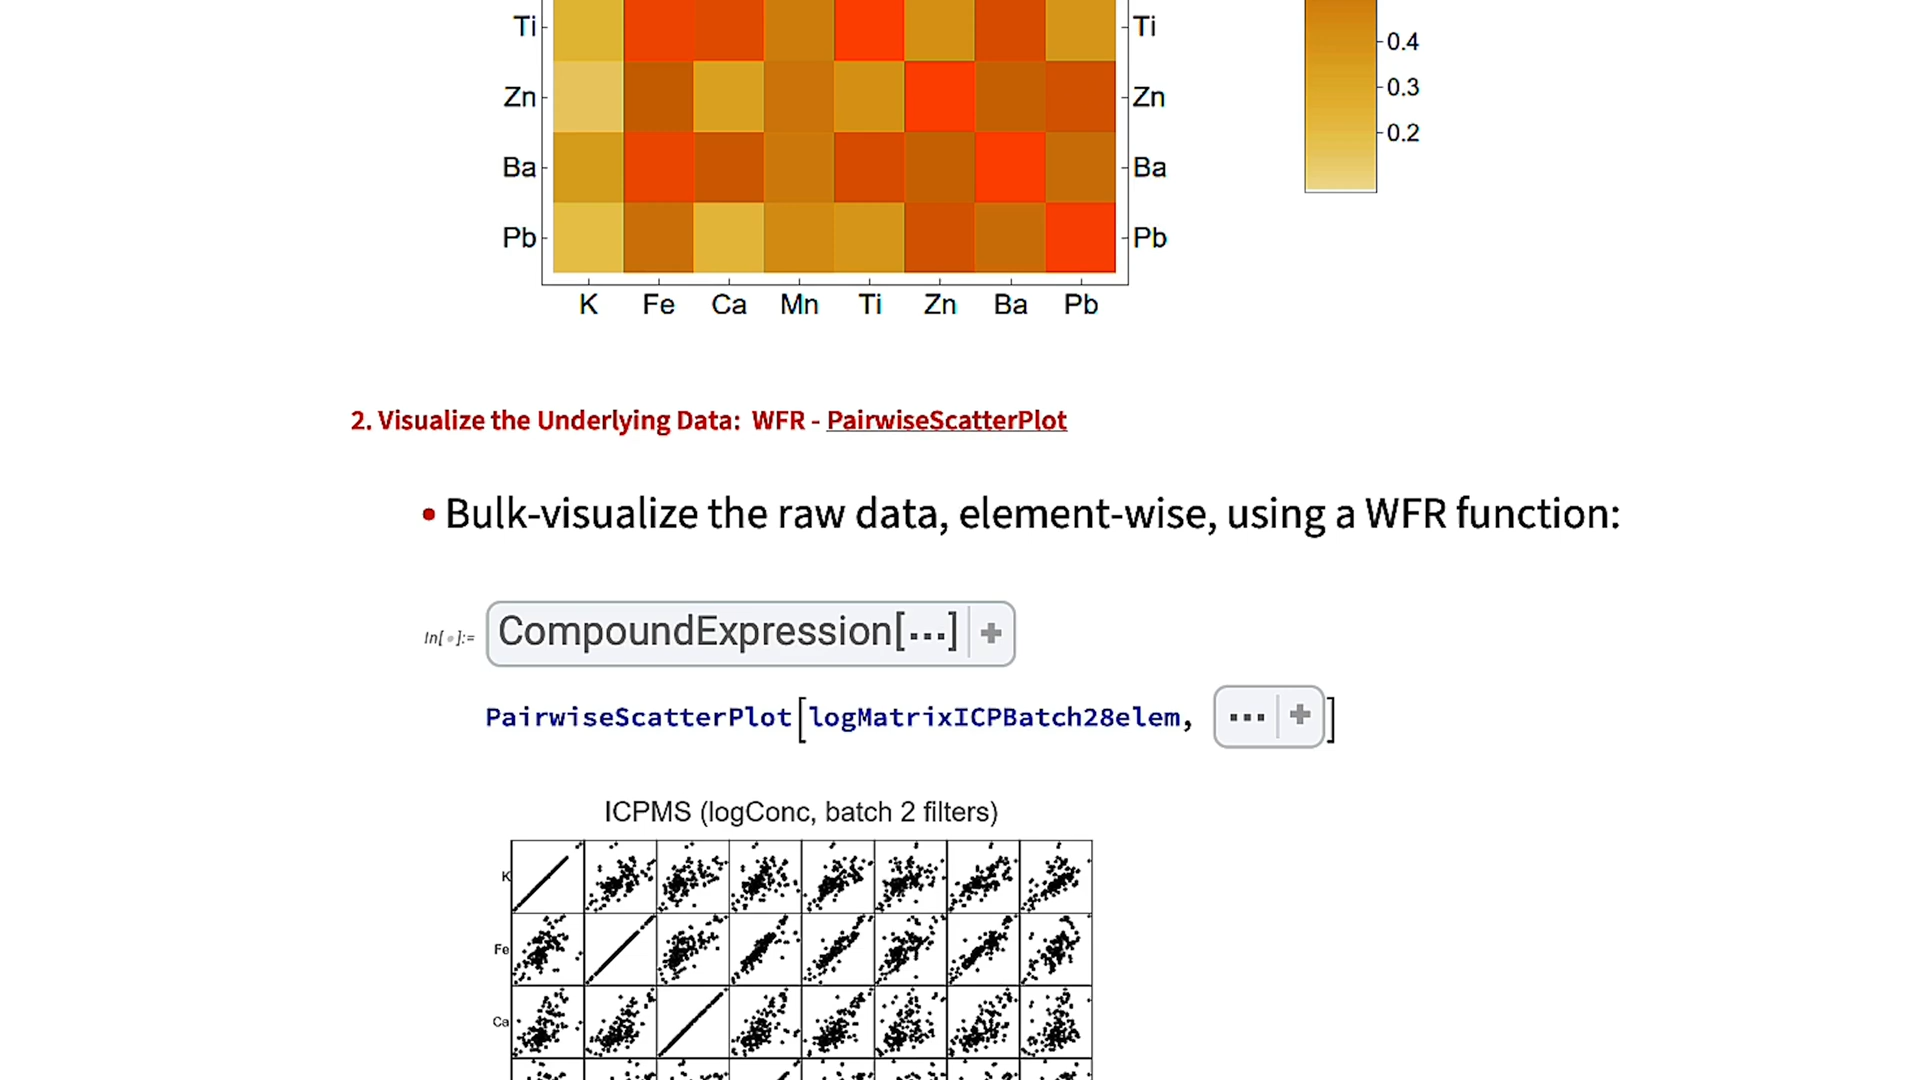 Ti Ti
0.4
0.3
Zn Zn
0.2
Ba Ba
Pb Pb
K Fe Ca Mn Ti Zn Ba Pb
2. Visualize the Underlying Data: WFR - PairwiseScatterPlot
• Bulk-visualize the raw data, element-wise, using a WFR function:
In[•]:= CompoundExpression[...] +
PairwiseScatterPlot[logMatrixICPBatch28elem, ... +]
ICPMS (logConc, batch 2 filters)
K
Fe
Ca